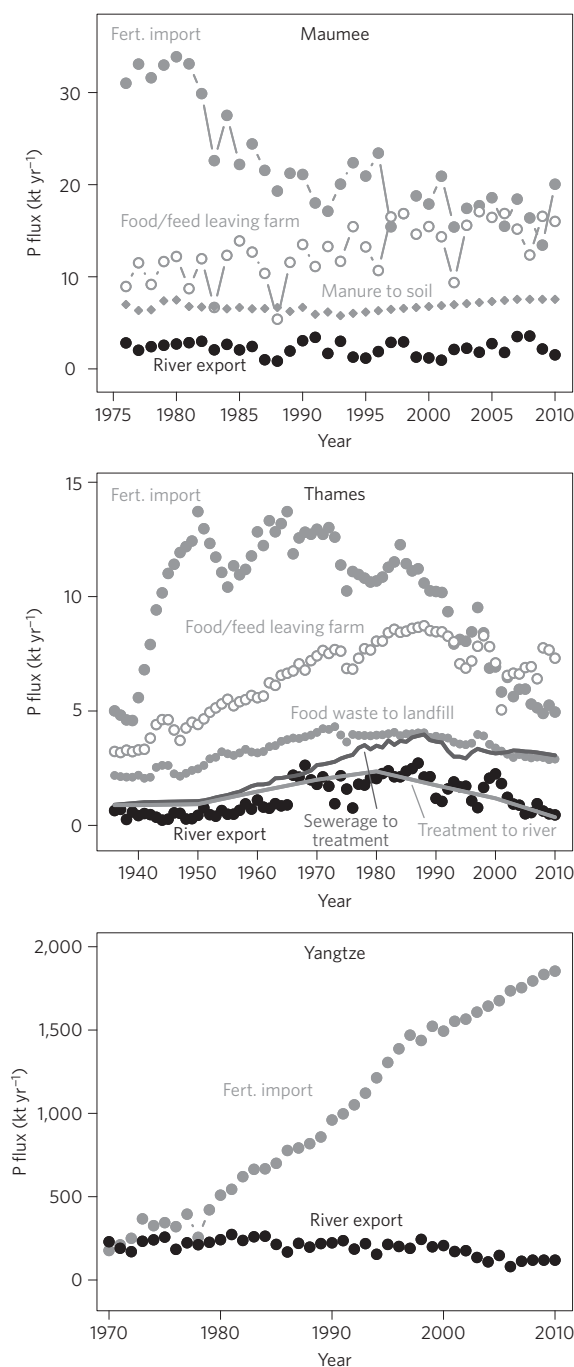 Maumee
Fert. import
Food/feed leaving farm
Manure to soil
River export
P flux (kt yr⁻¹)
30
20
10
0
1975 1980 1985 1990 1995 2000 2005 2010
Year
Thames
Fert. import
Food/feed leaving farm
Food waste to landfill
River export
Sewerage to
treatment
Treatment to river
P flux (kt yr⁻¹)
15
10
5
0
1940 1950 1960 1970 1980 1990 2000 2010
Year
Yangtze
Fert. import
River export
P flux (kt yr⁻¹)
2,000
1,500
1,000
500
0
1970 1980 1990 2000 2010
Year